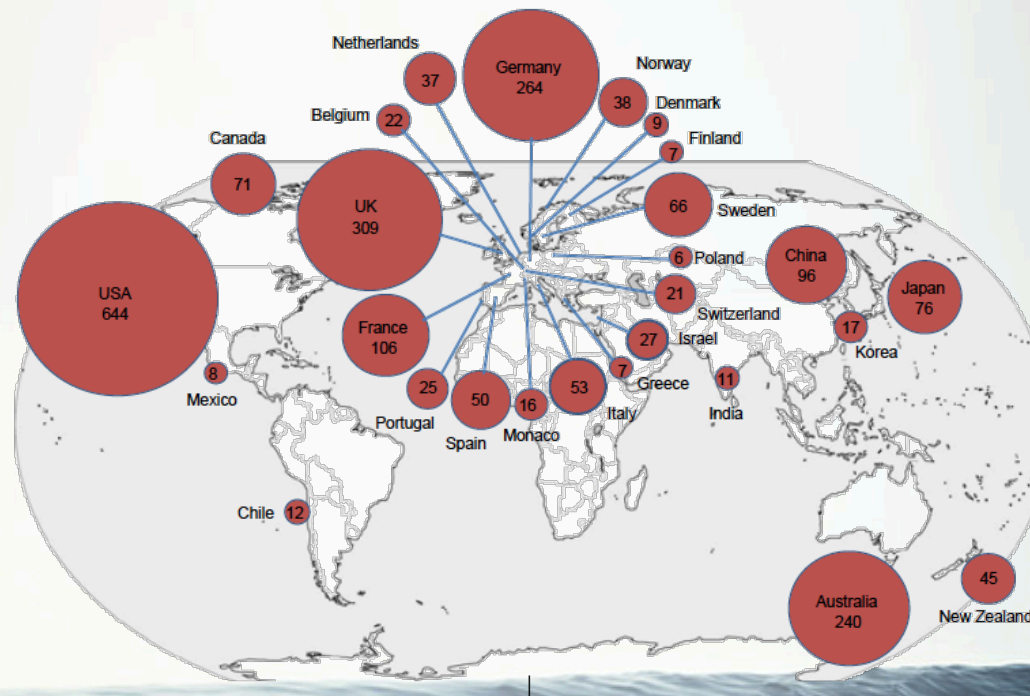 Netherlands
37
Germany
264
Norway
38
Belgium
22
Denmark
9
Finland
7
Canada
71
UK
309
66
Sweden
6
Poland
China
96
USA
644
21
Switzerland
Japan
76
France
106
27
Israel
17
Korea
8
Mexico
25
Portugal
50
Spain
16
Monaco
53
Italy
7
Greece
11
India
Chile
12
Australia
240
45
New Zealand